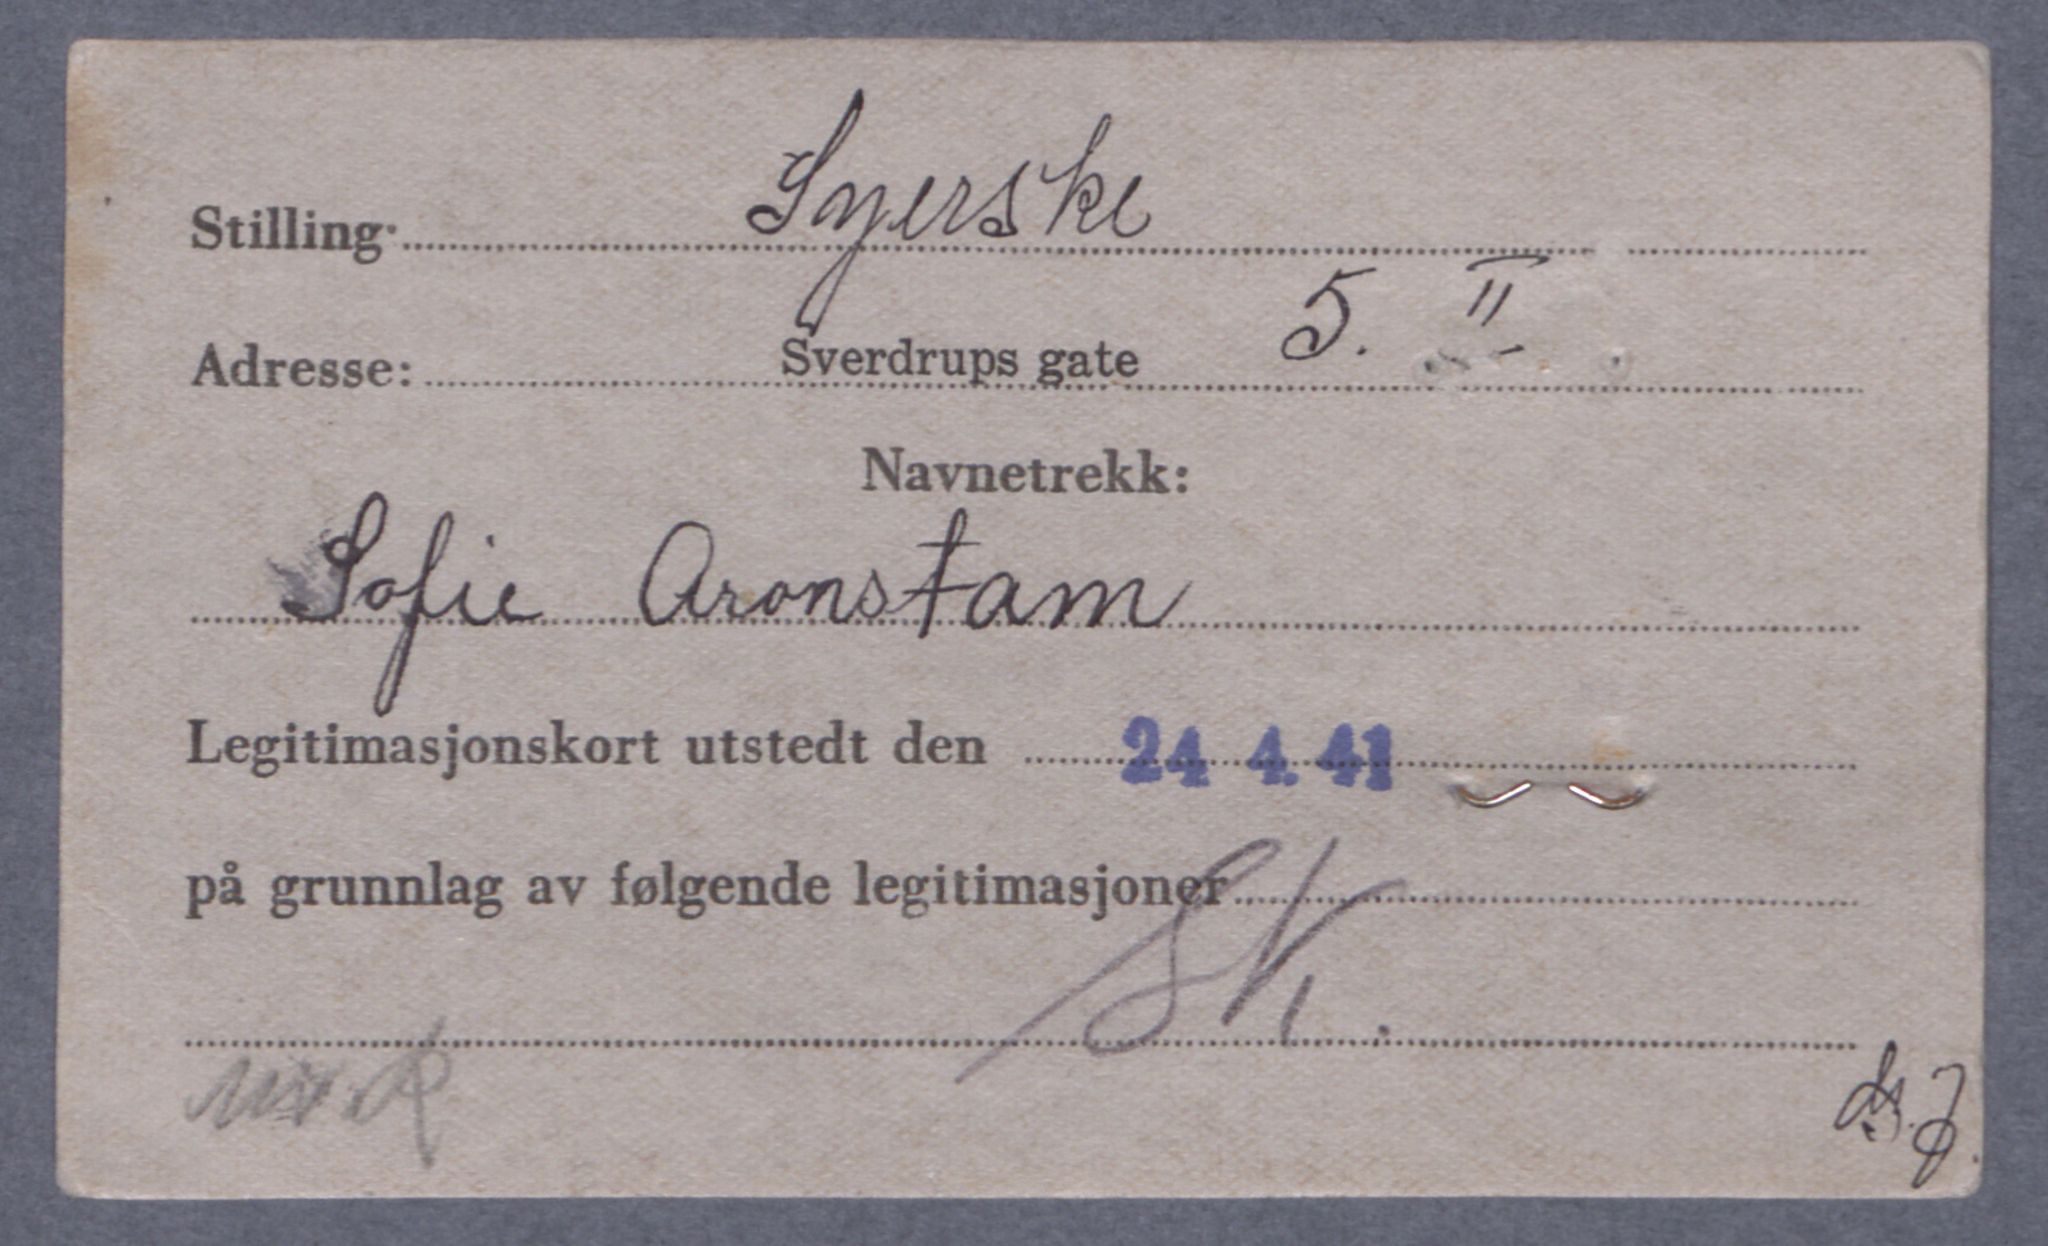 Stilling: Syerske
Adresse: Sverdrups gate 5. II
Navnetrekk:
Sofie Aronstam
Legitimasjonskort utstedt den 24 4. 41
på grunnlag av følgende legitimasjoner
SK.